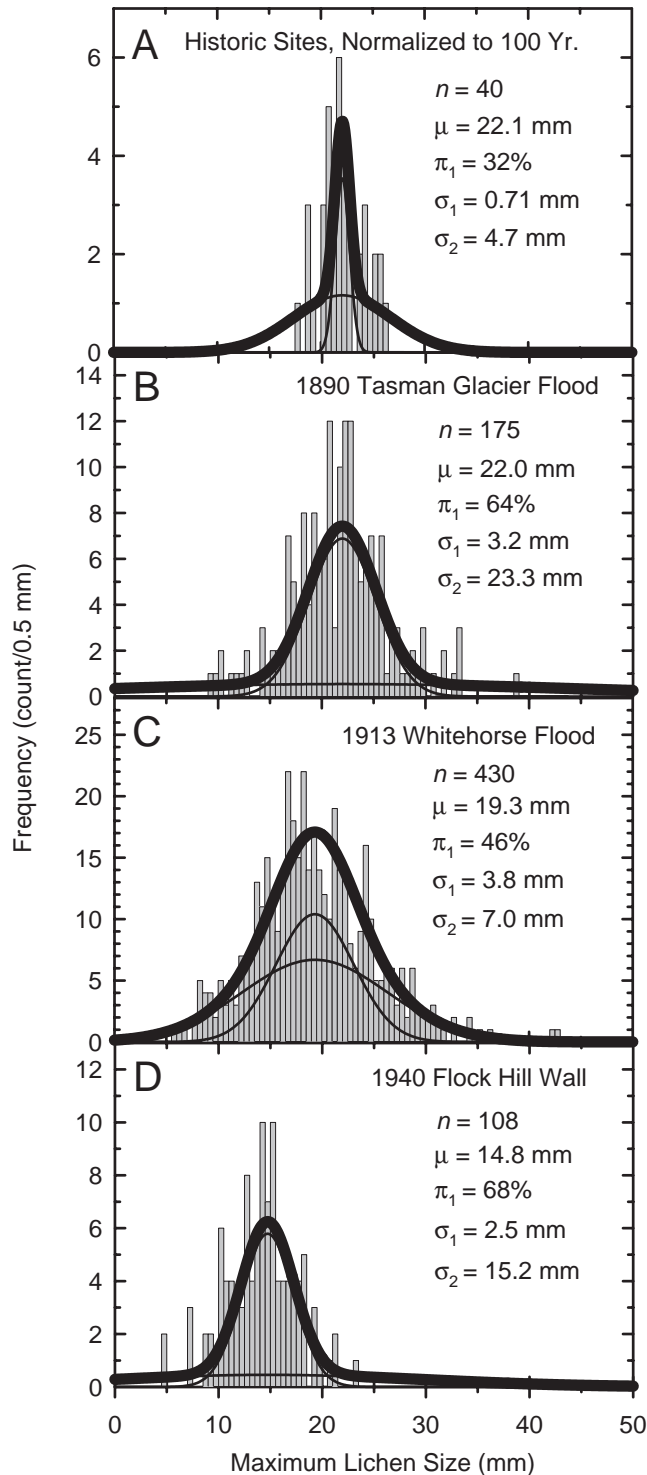 A
Historic Sites, Normalized to 100 Yr.
n = 40
μ = 22.1 mm
π₁ = 32%
σ₁ = 0.71 mm
σ₂ = 4.7 mm
6
4
2
0
B
1890 Tasman Glacier Flood
n = 175
μ = 22.0 mm
π₁ = 64%
σ₁ = 3.2 mm
σ₂ = 23.3 mm
14
12
10
8
6
4
2
0
Frequency (count/0.5 mm)
C
1913 Whitehorse Flood
n = 430
μ = 19.3 mm
π₁ = 46%
σ₁ = 3.8 mm
σ₂ = 7.0 mm
25
20
15
10
5
0
D
1940 Flock Hill Wall
n = 108
μ = 14.8 mm
π₁ = 68%
σ₁ = 2.5 mm
σ₂ = 15.2 mm
12
10
8
6
4
2
0
0 10 20 30 40 50
Maximum Lichen Size (mm)